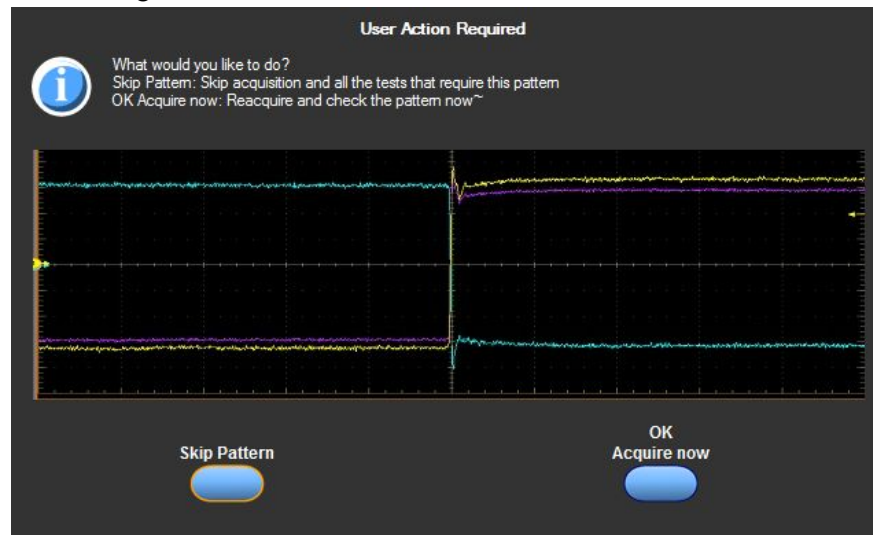 User Action Required
What would you like to do?
Skip Pattern: Skip acquisition and all the tests that require this pattern
OK Acquire now: Reacquire and check the pattern now~
Skip Pattern
OK
Acquire now